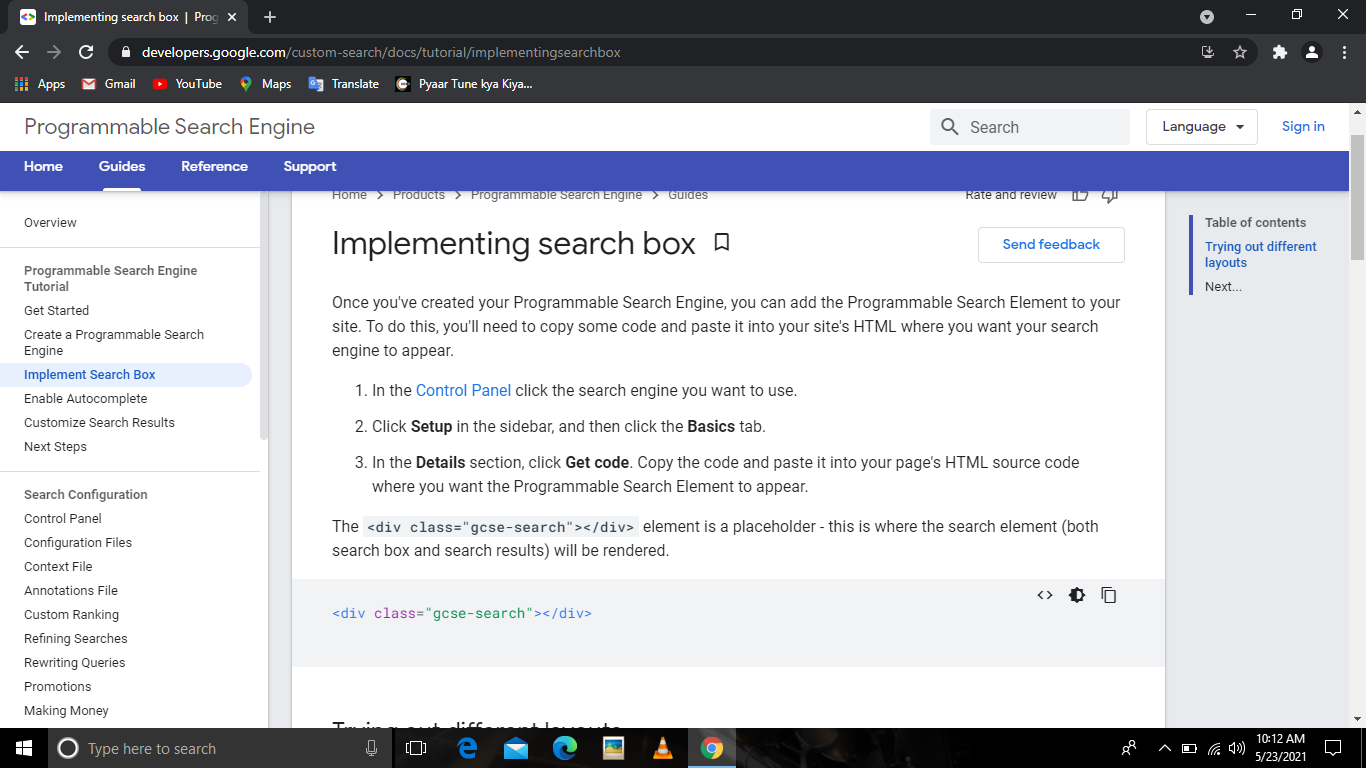 Implementing search box | Prog
developers.google.com/custom-search/docs/tutorial/implementingsearchbox
Apps Gmail YouTube Maps Translate Pyaar Tune kya Kiya...
Programmable Search Engine
Search
Language
Sign in
Home Guides Reference Support
Overview
Programmable Search Engine
Tutorial
Get Started
Create a Programmable Search
Engine
Implement Search Box
Enable Autocomplete
Customize Search Results
Next Steps
Search Configuration
Control Panel
Configuration Files
Context File
Annotations File
Custom Ranking
Refining Searches
Rewriting Queries
Promotions
Making Money
Home > Products > Programmable Search Engine > Guides
Rate and review
Implementing search box
Send feedback
Once you've created your Programmable Search Engine, you can add the Programmable Search Element to your
site. To do this, you'll need to copy some code and paste it into your site's HTML where you want your search
engine to appear.
1. In the Control Panel click the search engine you want to use.
2. Click Setup in the sidebar, and then click the Basics tab.
3. In the Details section, click Get code. Copy the code and paste it into your page's HTML source code
where you want the Programmable Search Element to appear.
The <div class="gcse-search"></div> element is a placeholder - this is where the search element (both
search box and search results) will be rendered.
<div class="gcse-search"></div>
Trying out different layouts
Table of contents
Trying out different
layouts
Next...
Type here to search
10:12 AM
5/23/2021